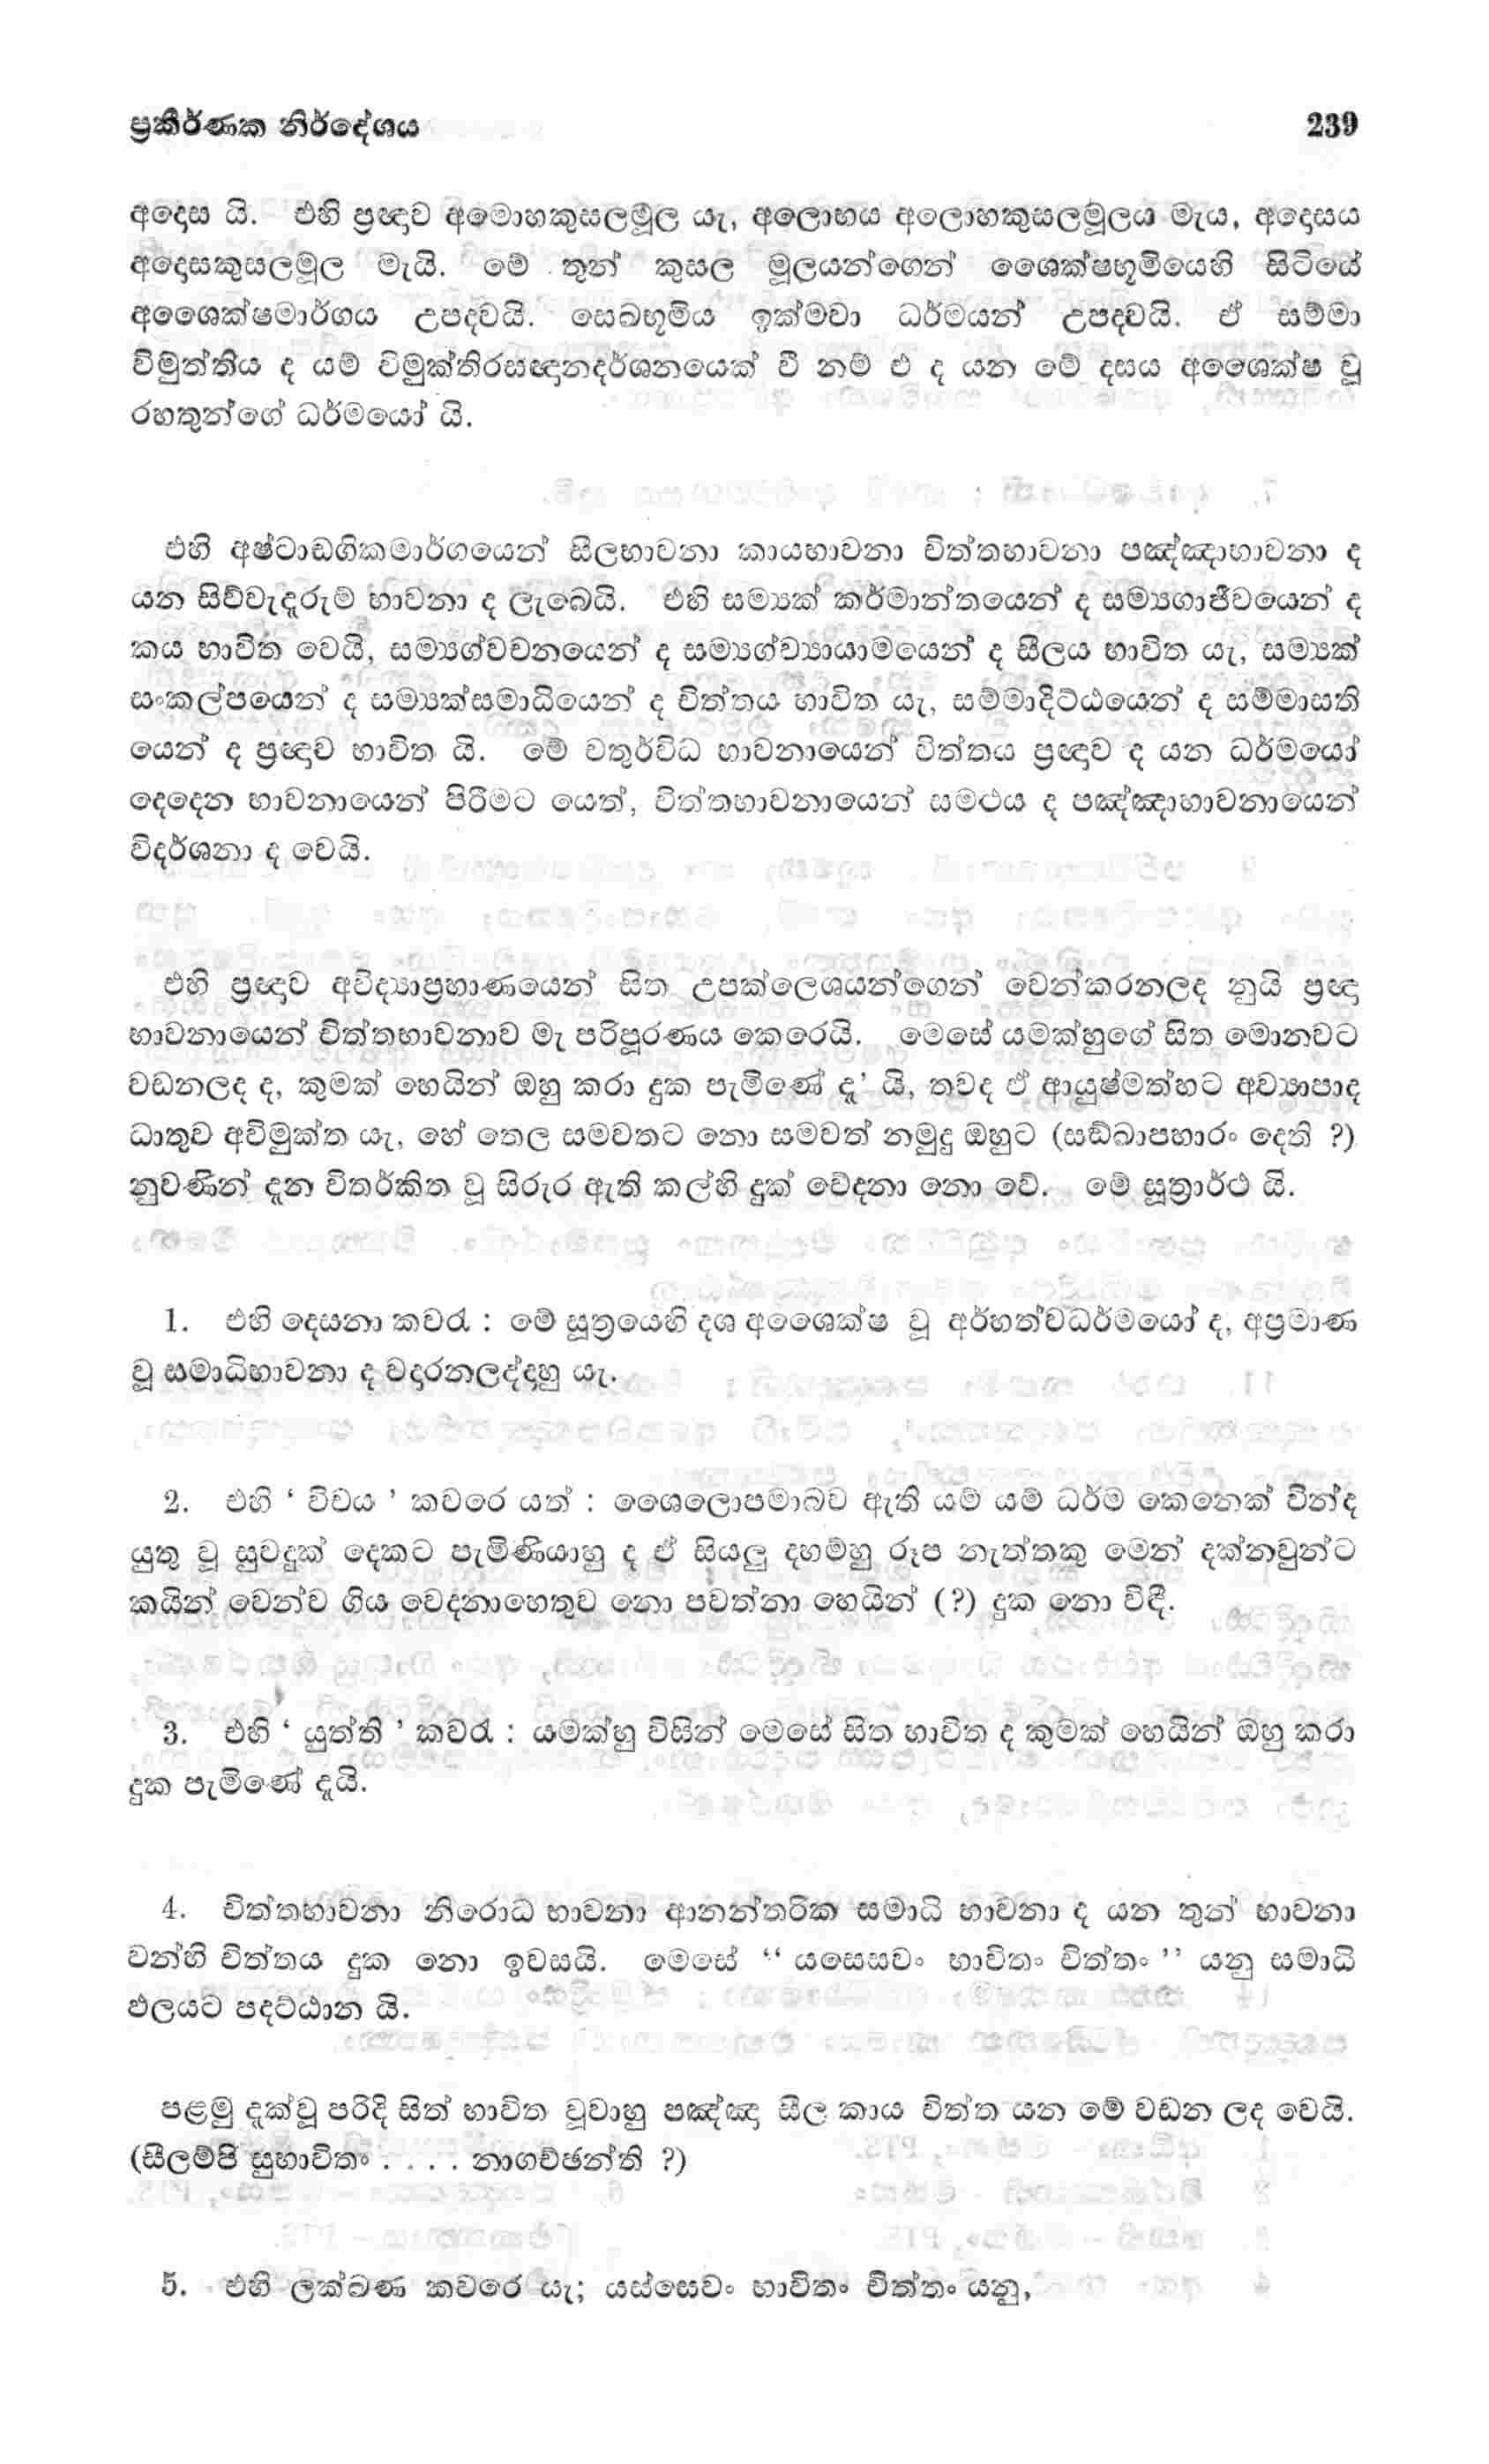 ප්‍රකීර්ණක නිර්දේශය 239
අදොස යි. එහි ප්‍රඥාව අමොහකුසලමූල යැ, අලොභය අලොභකුසලමූලය මැය, අදොසය
අදොසකුසලමූල මැයි. මේ තුන් කුසල මූලයන්ගෙන් ශෛක්ෂභූමියෙහි සිටියේ
අශෛක්ෂමාර්ගය උපදවයි. සෙඛභූමිය ඉක්මවා ධර්මයන් උපදවයි. ඒ සම්මා
විමුත්තිය ද යම් විමුක්තිරසඥානදර්ශනයෙක් වී නම් එ ද යන මේ දසය අශෛක්ෂ වූ
රහතුන්ගේ ධර්මයෝ යි.
එහි අෂ්ටාඞගිකමාර්ගයෙන් සීලභාවනා කායභාවනා චිත්තභාවනා පඤ්ඤාභාවනා ද
යන සිව්වැදෑරුම් භාවනා ද ලැබෙයි. එහි සම්‍යක් කර්මාන්තයෙන් ද සම්‍යගාජීවයෙන් ද
කය භාවිත වෙයි, සම්‍යග්වචනයෙන් ද සම්‍යග්ව්‍යායාමයෙන් ද සීලය භාවිත යැ, සම්‍යක්
සංකල්පයෙන් ද සම්‍යක්සමාධියෙන් ද චිත්තය භාවිත යැ, සම්මාදිට්ඨයෙන් ද සම්මාසති
යෙන් ද ප්‍රඥාව භාවිත යි. මේ චතුර්විධ භාවනායෙන් චිත්තය ප්‍රඥාව ද යන ධර්මයෝ
දෙදෙන භාවනායෙන් පිරීමට යෙත්, චිත්තභාවනායෙන් සමථය ද පඤ්ඤාභාවනායෙන්
විදර්ශනා ද වෙයි.
එහි ප්‍රඥාව අවිද්‍යාප්‍රහාණයෙන් සිත උපක්ලෙශයන්ගෙන් වෙන්කරනලද නුයි ප්‍රඥා
භාවනායෙන් චිත්තභාවනාව මැ පරිපූරණය කෙරෙයි. මෙසේ යමක්හුගේ සිත මොනවට
වඩනලද ද, කුමක් හෙයින් ඔහු කරා දුක පැමිණේ දැ' යි, තවද ඒ ආයුෂ්මත්හට අව්‍යාපාද
ධාතුව අවිමුක්ත යැ, හේ තෙල සමවතට නො සමවත් නමුදු ඔහුට (සඞ්ඛාපහාරං දෙති ?)
නුවණින් දැන විතර්කිත වූ සිරුර ඇති කල්හි දුක් වේදනා නො වේ. මේ සූත්‍රාර්ථ යි.
1. එහි දෙසනා කවරැ : මේ සූත්‍රයෙහි දශ අශෛක්ෂ වූ අර්හත්වධර්මයෝ ද, අප්‍රමාණ
වූ සමාධිභාවනා ද වදාරනලද්දාහු යැ.
2. එහි ‘ විචය ’ කවරෙ යත් : ශෛලොපමාබව ඇති යම් යම් ධර්ම කෙනෙක් වින්ද
යුතු වූ සුවදුක් දෙකට පැමිණියාහු ද ඒ සියලු දහම්හු රූප නැත්තකු මෙන් දක්නවුන්ට
කයින් වෙන්ව ගිය වෙදනාහෙතුව නො පවත්නා හෙයින් (?) දුක නො විඳී.
3. එහි ‘ යුත්ති ’ කවරැ : යමක්හු විසින් මෙසේ සිත භාවිත ද කුමක් හෙයින් ඔහු කරා
දුක පැමිණේ දැයි.
4. චිත්තභාවනා නිරොධ භාවනා ආනන්තරික සමාධි භාවනා ද යන තුන් භාවනා
වන්හි චිත්තය දුක නො ඉවසයි. මෙසේ “ යසෙසවං භාවිතං චිත්තං ” යනු සමාධි
ඵලයට පදට්ඨාන යි.
පළමු දැක්වූ පරිදි සිත් භාවිත වූවාහු පඤ්ඤා සීල කාය චිත්ත යන මේ වඩන ලද වෙයි.
(සීලම්පි සුභාවිතං . . . . නාගච්ඡන්ති ?)
5. එහි ලක්ඛණ කවරෙ යැ; යස්සෙවං භාවිතං චිත්තං යනු,